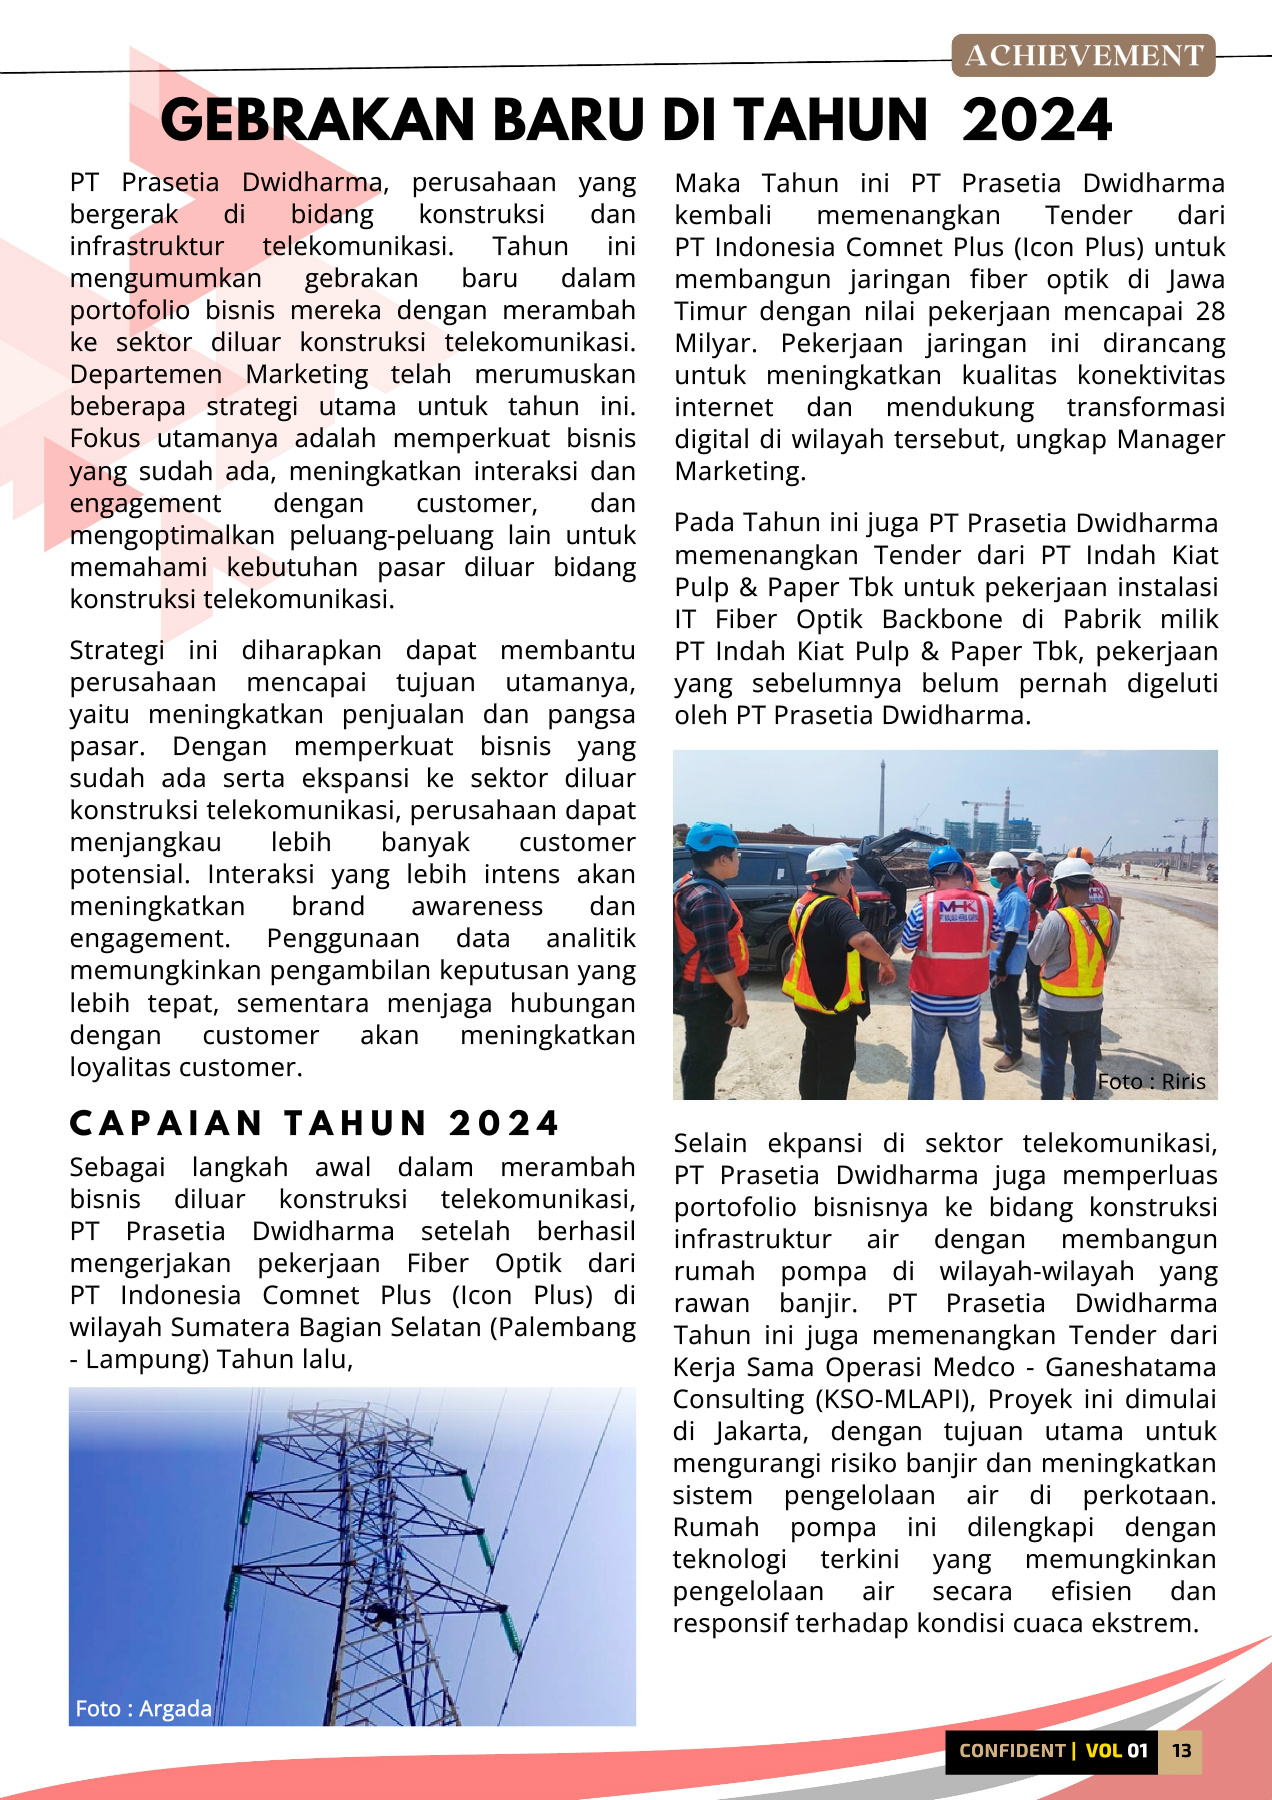 ACHIEVEMENT
GEBRAKAN BARU DI TAHUN 2024
PT Prasetia Dwidharma, perusahaan yang
bergerak di bidang konstruksi dan
infrastruktur telekomunikasi. Tahun ini
mengumumkan gebrakan baru dalam
portofolio bisnis mereka dengan merambah
ke sektor diluar konstruksi telekomunikasi.
Departemen Marketing telah merumuskan
beberapa strategi utama untuk tahun ini.
Fokus utamanya adalah memperkuat bisnis
yang sudah ada, meningkatkan interaksi dan
engagement dengan customer, dan
mengoptimalkan peluang-peluang lain untuk
memahami kebutuhan pasar diluar bidang
konstruksi telekomunikasi.
Strategi ini diharapkan dapat membantu
perusahaan mencapai tujuan utamanya,
yaitu meningkatkan penjualan dan pangsa
pasar. Dengan memperkuat bisnis yang
sudah ada serta ekspansi ke sektor diluar
konstruksi telekomunikasi, perusahaan dapat
menjangkau lebih banyak customer
potensial. Interaksi yang lebih intens akan
meningkatkan brand awareness dan
engagement. Penggunaan data analitik
memungkinkan pengambilan keputusan yang
lebih tepat, sementara menjaga hubungan
dengan customer akan meningkatkan
loyalitas customer.
CAPAIAN TAHUN 2024
Sebagai langkah awal dalam merambah
bisnis diluar konstruksi telekomunikasi,
PT Prasetia Dwidharma setelah berhasil
mengerjakan pekerjaan Fiber Optik dari
PT Indonesia Comnet Plus (Icon Plus) di
wilayah Sumatera Bagian Selatan (Palembang
- Lampung) Tahun lalu,
Foto : Argada
Maka Tahun ini PT Prasetia Dwidharma
kembali memenangkan Tender dari
PT Indonesia Comnet Plus (Icon Plus) untuk
membangun jaringan fiber optik di Jawa
Timur dengan nilai pekerjaan mencapai 28
Milyar. Pekerjaan jaringan ini dirancang
untuk meningkatkan kualitas konektivitas
internet dan mendukung transformasi
digital di wilayah tersebut, ungkap Manager
Marketing.
Pada Tahun ini juga PT Prasetia Dwidharma
memenangkan Tender dari PT Indah Kiat
Pulp & Paper Tbk untuk pekerjaan instalasi
IT Fiber Optik Backbone di Pabrik milik
PT Indah Kiat Pulp & Paper Tbk, pekerjaan
yang sebelumnya belum pernah digeluti
oleh PT Prasetia Dwidharma.
MHK
Foto : Riris
Selain ekpansi di sektor telekomunikasi,
PT Prasetia Dwidharma juga memperluas
portofolio bisnisnya ke bidang konstruksi
infrastruktur air dengan membangun
rumah pompa di wilayah-wilayah yang
rawan banjir. PT Prasetia Dwidharma
Tahun ini juga memenangkan Tender dari
Kerja Sama Operasi Medco - Ganeshatama
Consulting (KSO-MLAPI), Proyek ini dimulai
di Jakarta, dengan tujuan utama untuk
mengurangi risiko banjir dan meningkatkan
sistem pengelolaan air di perkotaan.
Rumah pompa ini dilengkapi dengan
teknologi terkini yang memungkinkan
pengelolaan air secara efisien dan
responsif terhadap kondisi cuaca ekstrem.
CONFIDENT | VOL 01 13